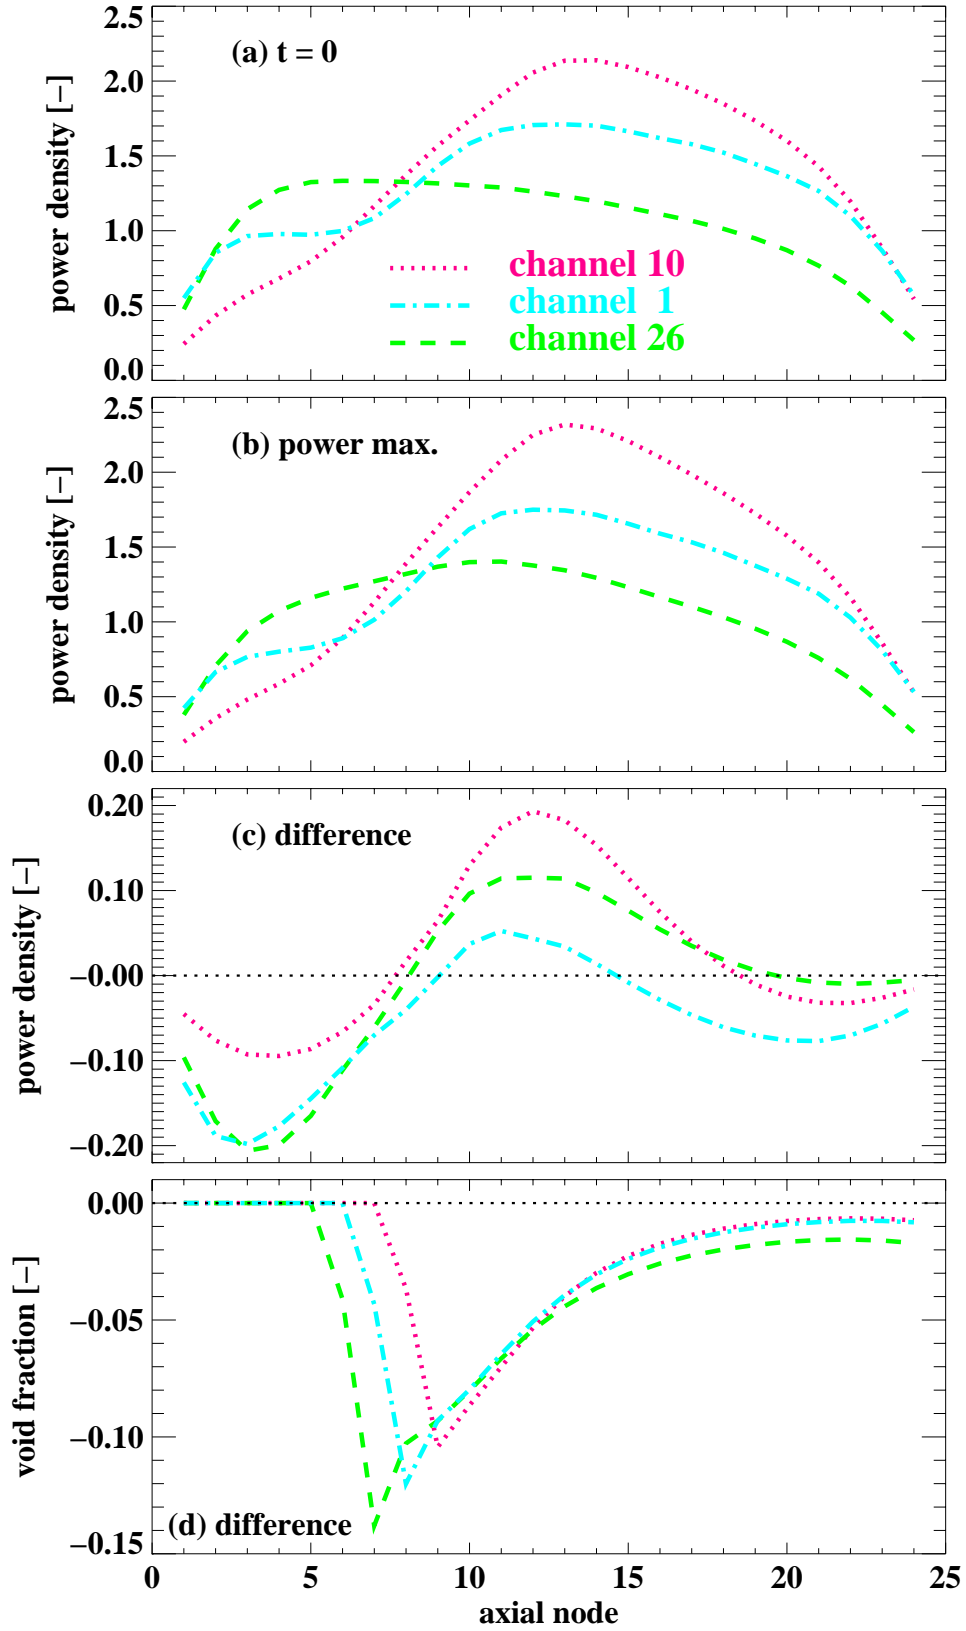 2.5
(a) t = 0
2.0
1.5
1.0
0.5
0.0
power density [−]
channel 10
channel 1
channel 26
2.5
(b) power max.
2.0
1.5
1.0
0.5
0.0
power density [−]
0.20
(c) difference
0.10
−0.00
−0.10
−0.20
power density [−]
0.00
−0.05
−0.10
−0.15
void fraction [−]
(d) difference
0 5 10 15 20 25
axial node